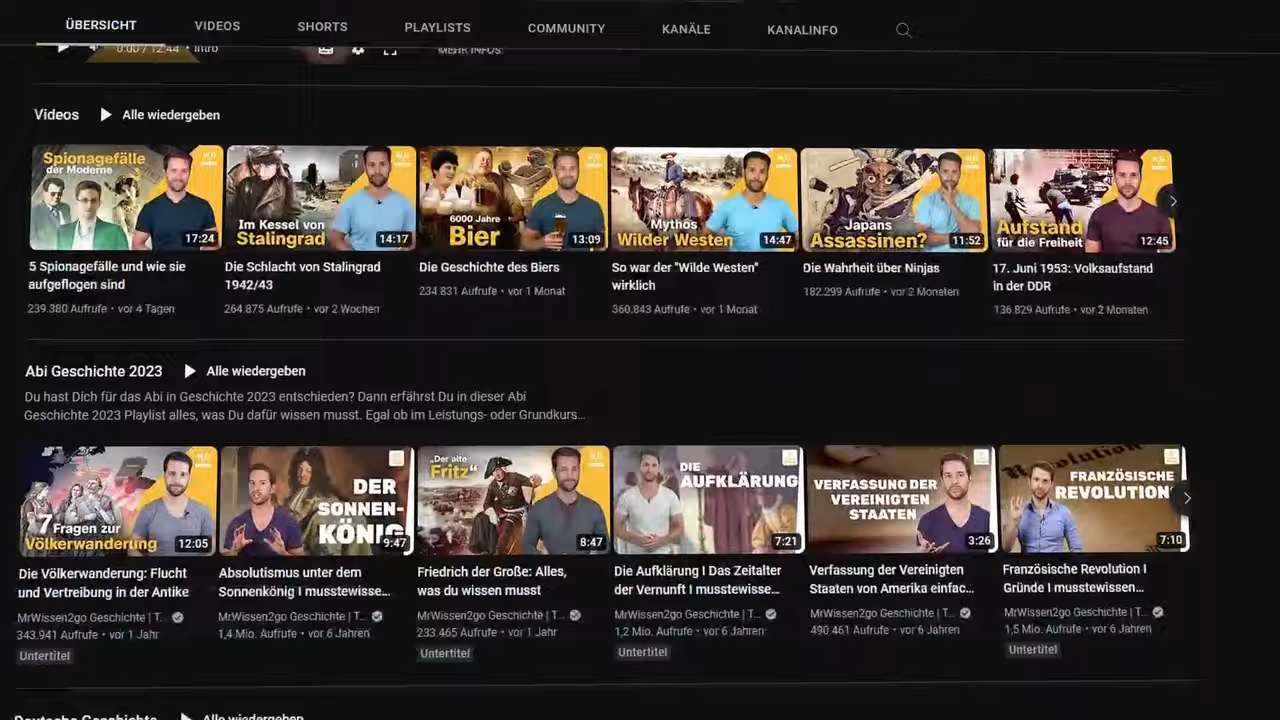 ÜBERSICHT
VIDEOS
SHORTS
PLAYLISTS
COMMUNITY
KANÄLE
KANALINFO
0:00 / 12:44 • Intro
MEHR INFOS
Videos
Alle wiedergeben
Spionagefälle
der Moderne
17:24
Im Kessel von
Stalingrad
14:17
6000 Jahre
Bier
13:09
Mythos
Wilder Westen
14:47
Japans
Assassinen?
11:52
Aufstand
für die Freiheit
12:45
5 Spionagefälle und wie sie
aufgeflogen sind
239.380 Aufrufe • vor 4 Tagen
Die Schlacht von Stalingrad
1942/43
264.875 Aufrufe • vor 2 Wochen
Die Geschichte des Biers
234.831 Aufrufe • vor 1 Monat
So war der "Wilde Westen"
wirklich
360.843 Aufrufe • vor 1 Monat
Die Wahrheit über Ninjas
182.299 Aufrufe • vor 2 Monaten
17. Juni 1953: Volksaufstand
in der DDR
136.829 Aufrufe • vor 2 Monaten
Abi Geschichte 2023
Alle wiedergeben
Du hast Dich für das Abi in Geschichte 2023 entschieden? Dann erfährst Du in dieser Abi
Geschichte 2023 Playlist alles, was Du dafür wissen musst. Egal ob im Leistungs- oder Grundkurs...
7 Fragen zur
Völkerwanderung
12:05
DER
SONNEN-
KÖNIG
9:47
„Der alte
Fritz“
8:47
DIE
AUFKLÄRUNG
7:21
VERFASSUNG DER
VEREINIGTEN
STAATEN
3:26
Revolution
FRANZÖSISCHE
REVOLUTION
7:10
Die Völkerwanderung: Flucht
und Vertreibung in der Antike
MrWissen2go Geschichte | T...
343.941 Aufrufe • vor 1 Jahr
Untertitel
Absolutismus unter dem
Sonnenkönig I musstewisse...
MrWissen2go Geschichte | T...
1,4 Mio. Aufrufe • vor 6 Jahren
Friedrich der Große: Alles,
was du wissen musst
MrWissen2go Geschichte | T...
233.465 Aufrufe • vor 1 Jahr
Untertitel
Die Aufklärung I Das Zeitalter
der Vernunft I musstewisse...
MrWissen2go Geschichte | T...
1,2 Mio. Aufrufe • vor 6 Jahren
Untertitel
Verfassung der Vereinigten
Staaten von Amerika einfac...
MrWissen2go Geschichte | T...
490.461 Aufrufe • vor 6 Jahren
Französische Revolution I
Gründe I musstewissen...
MrWissen2go Geschichte | T...
1,5 Mio. Aufrufe • vor 6 Jahren
Untertitel
Deutsche Geschichte
Alle wiedergeben